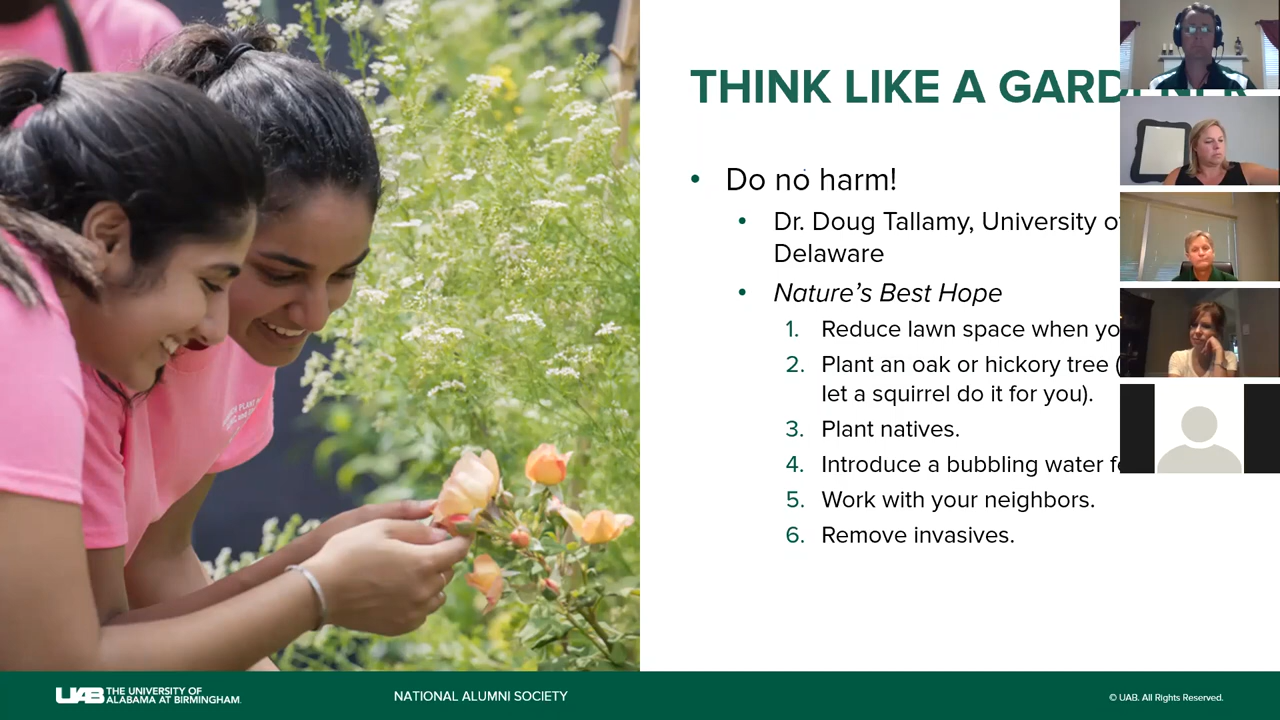 THINK LIKE A GARDENER
• Do no harm!
• Dr. Doug Tallamy, University of
Delaware
• Nature's Best Hope
1. Reduce lawn space when
2. Plant an oak or hickory tree (
let a squirrel do it for you).
3. Plant natives.
4. Introduce a bubbling water
5. Work with your neighbors.
6. Remove invasives.
UAB THE UNIVERSITY OF
ALABAMA AT BIRMINGHAM.
NATIONAL ALUMNI SOCIETY
© UAB. All Rights Reserved.